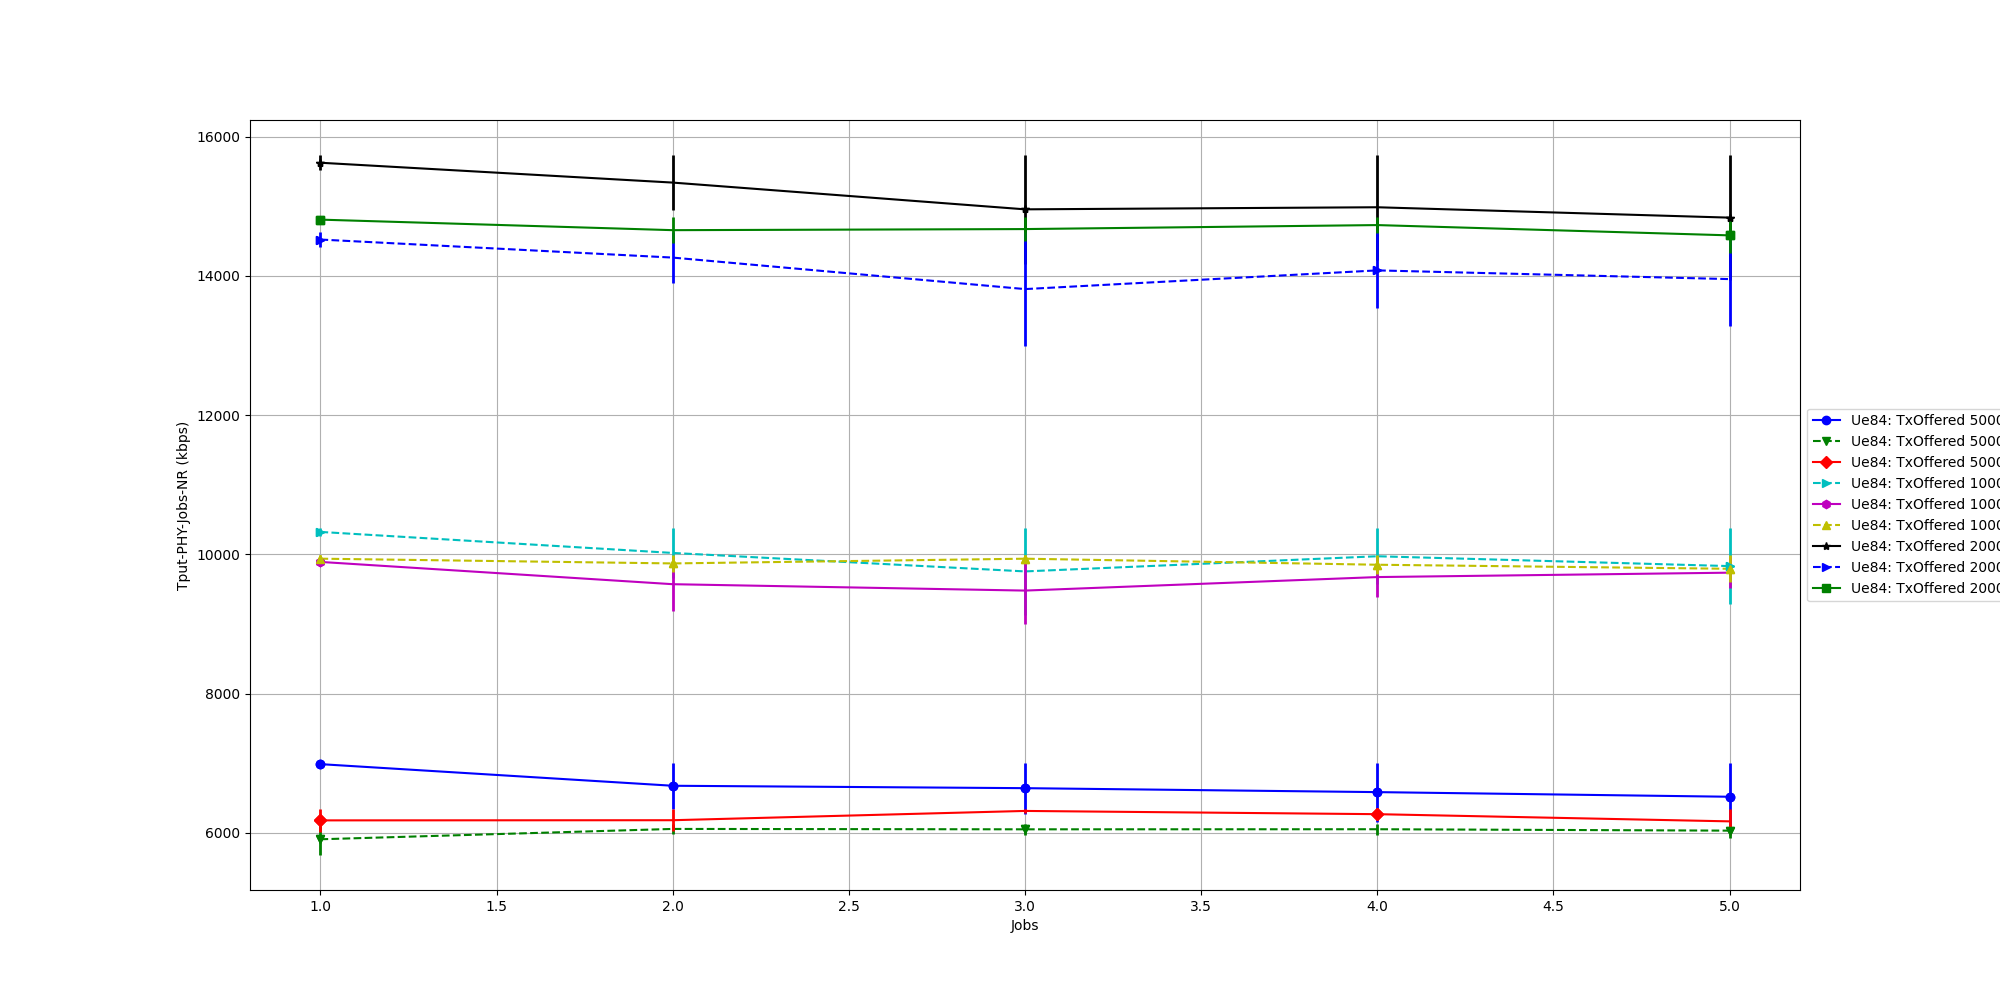 16000
14000
12000
10000
8000
6000
Tput-PHY-Jobs-NR (kbps)
1.0 1.5 2.0 2.5 3.0 3.5 4.0 4.5 5.0
Jobs
Ue84: TxOffered 5000
Ue84: TxOffered 5000
Ue84: TxOffered 5000
Ue84: TxOffered 1000
Ue84: TxOffered 1000
Ue84: TxOffered 1000
Ue84: TxOffered 2000
Ue84: TxOffered 2000
Ue84: TxOffered 2000